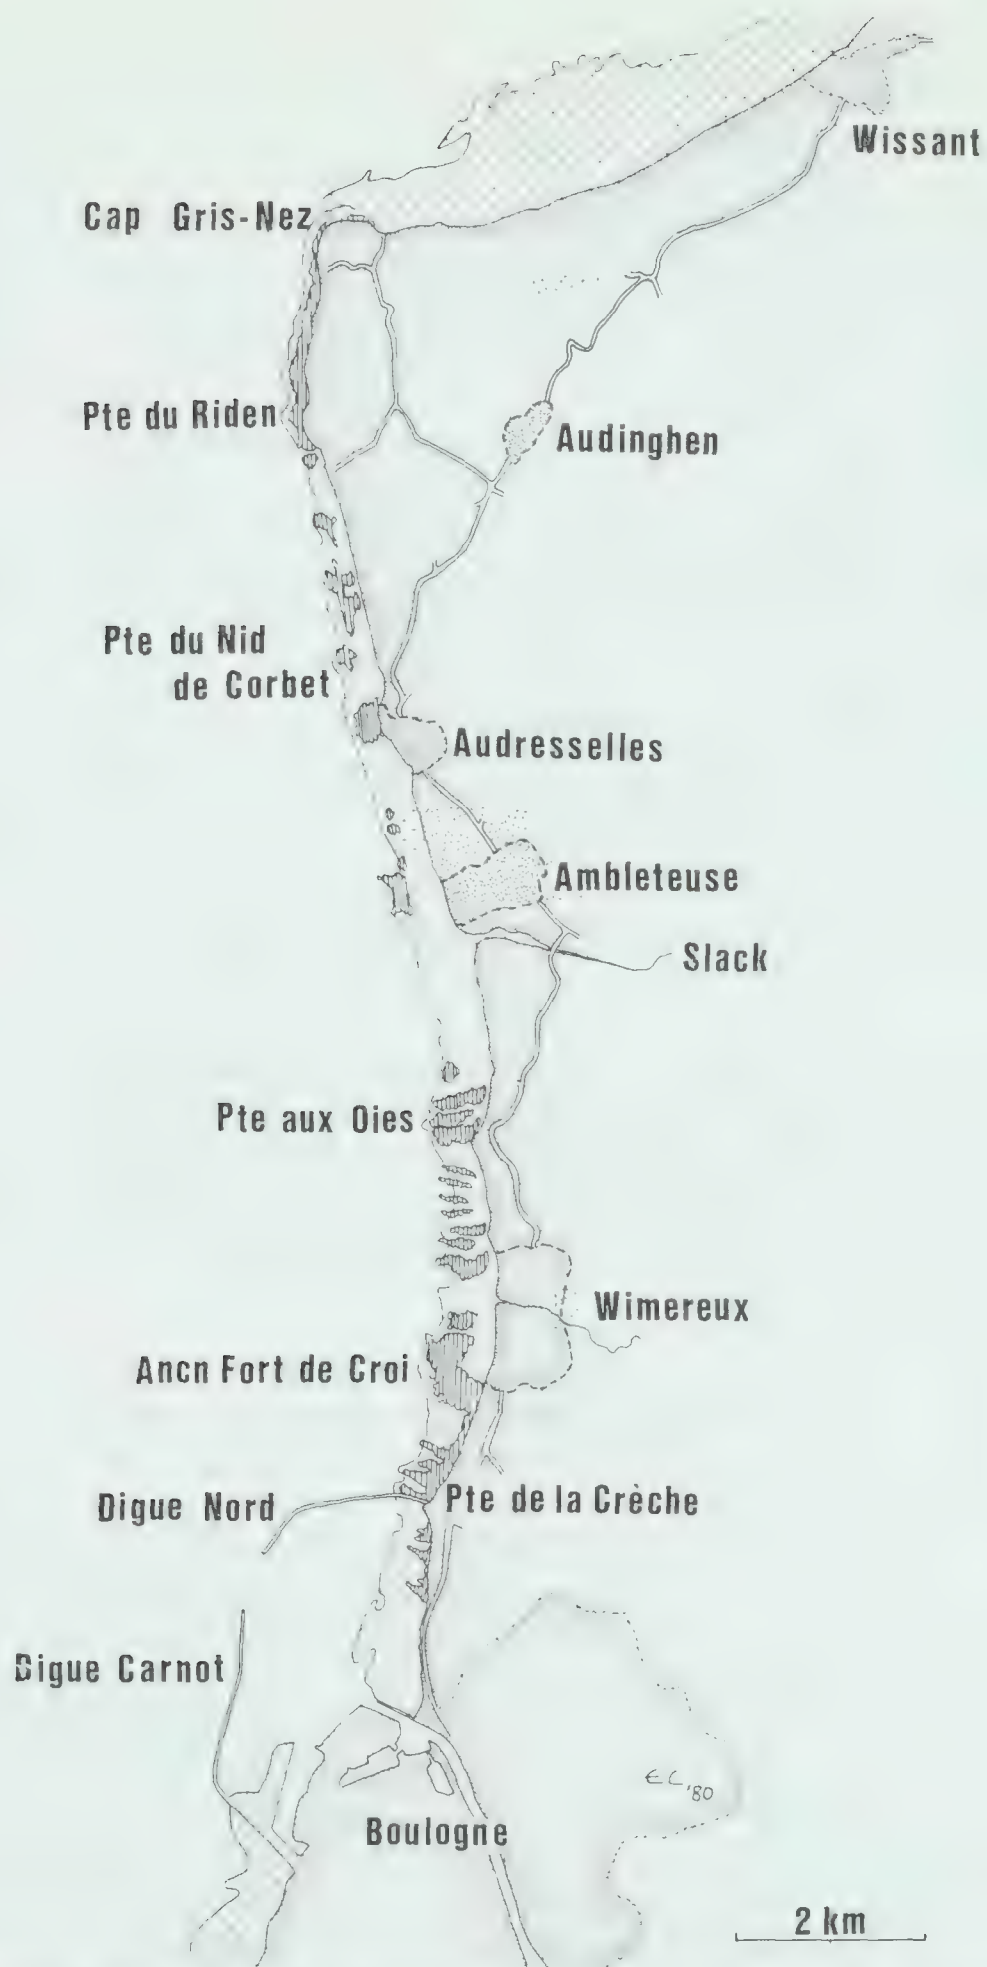 Wissant
Cap Gris-Nez
Pte du Riden
Audinghen
Pte du Nid
de Corbet
Audresselles
Ambleteuse
Slack
Pte aux Oies
Wimereux
Ancn Fort de Croi
Digue Nord
Pte de la Crèche
Digue Carnot
EC,'80
Boulogne
2 km